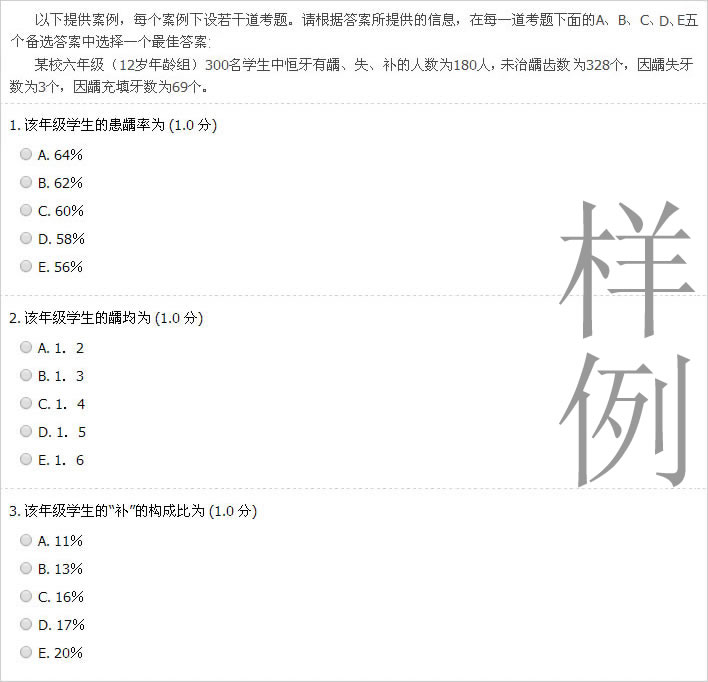 以下提供案例，每个案例下设若干道考题。请根据答案所提供的信息，在每一道考题下面的A、B、C、D、E五
个备选答案中选择一个最佳答案:
某校六年级（12岁年龄组）300名学生中恒牙有龋、失、补的人数为180人，未治龋齿数为328个，因龋失牙
数为3个，因龋充填牙数为69个。
1. 该年级学生的患龋率为 (1.0 分)
A. 64%
B. 62%
C. 60%
D. 58%
E. 56%
2. 该年级学生的龋均为 (1.0 分)
A. 1．2
B. 1．3
C. 1．4
D. 1．5
E. 1．6
3. 该年级学生的“补”的构成比为 (1.0 分)
A. 11%
B. 13%
C. 16%
D. 17%
E. 20%
样
例